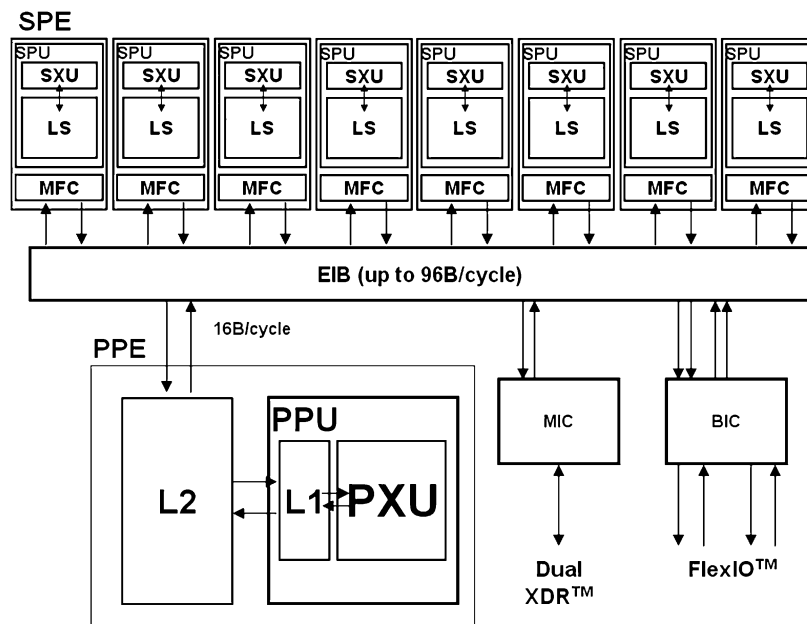 SPE
SPU SPU SPU SPU SPU SPU SPU SPU
SXU SXU SXU SXU SXU SXU SXU SXU
LS LS LS LS LS LS LS LS
MFC MFC MFC MFC MFC MFC MFC MFC
EIB (up to 96B/cycle)
16B/cycle
PPE
PPU
MIC BIC
L2 L1 PXU
Dual
XDR™
FlexIO™